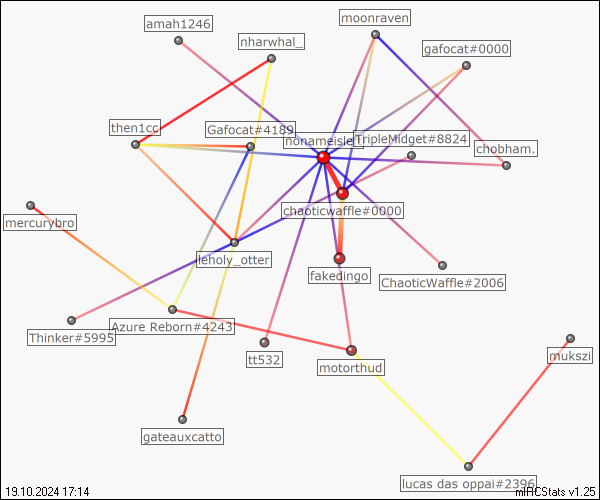 amah1246
moonraven
nharwhal_
gafocat#0000
then1cc
Gafocat#4189
TripleMidget#8824
chobham.
chaoticwaffle#0000
mercurybro
leholy_otter
fakedingo
ChaoticWaffle#2006
Thinker#5995
Azure Reborn#4243
tt532
motorthud
mukszi
gateauxcatto
lucas das oppai#2396
19.10.2024 17:14
mIRCStats v1.25